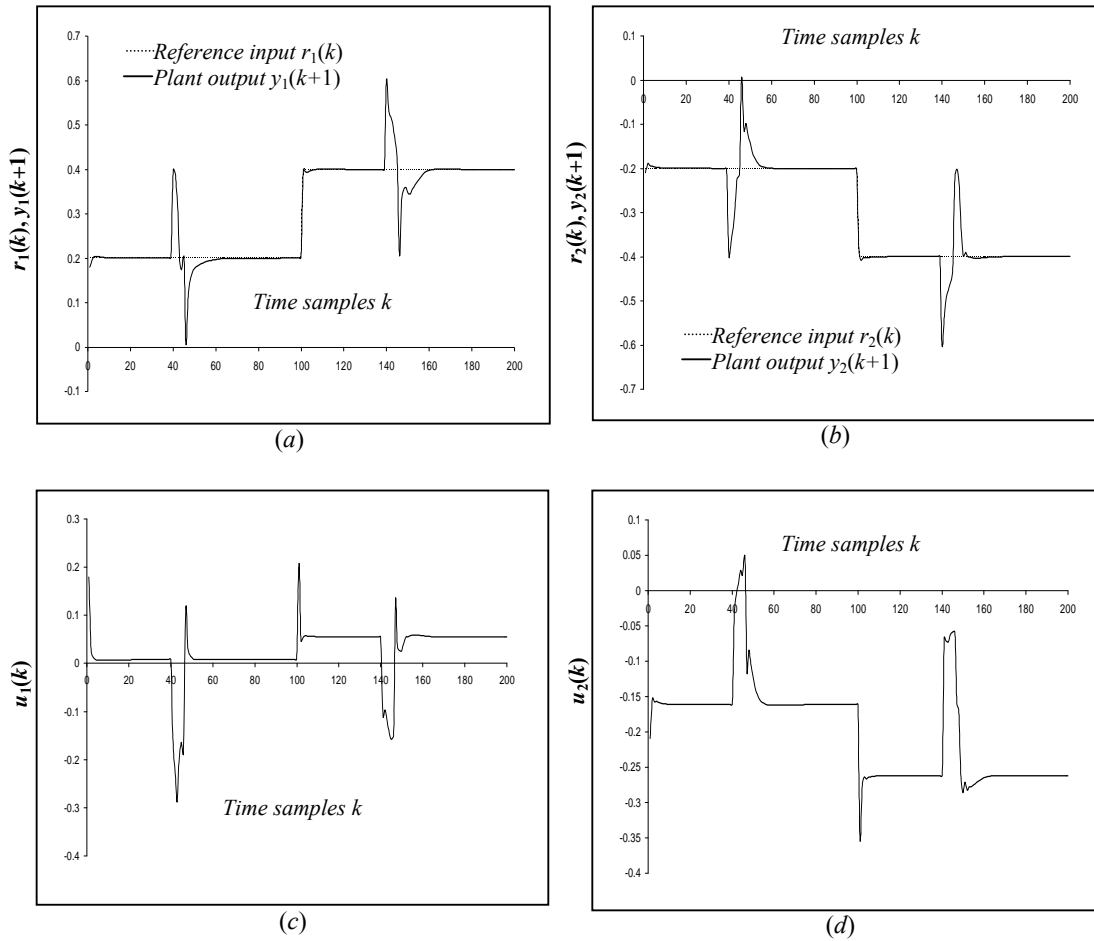 0.7
0.6
0.5
0.4
0.3
0.2
0.1
0
-0.1
0 20 40 60 80 100 120 140 160 180 200
Reference input r₁(k)
Plant output y₁(k+1)
Time samples k
r₁(k), y₁(k+1)
(a)
Time samples k
0.1
0
-0.1
-0.2
-0.3
-0.4
-0.5
-0.6
-0.7
0 20 40 60 80 100 120 140 160 180 200
Reference input r₂(k)
Plant output y₂(k+1)
r₂(k), y₂(k+1)
(b)
0.3
0.2
0.1
0
-0.1
-0.2
-0.3
-0.4
0 20 40 60 80 100 120 140 160 180 200
Time samples k
u₁(k)
(c)
0.1
0.05
0
-0.05
-0.1
-0.15
-0.2
-0.25
-0.3
-0.35
-0.4
0 20 40 60 80 100 120 140 160 180 200
Time samples k
u₂(k)
(d)